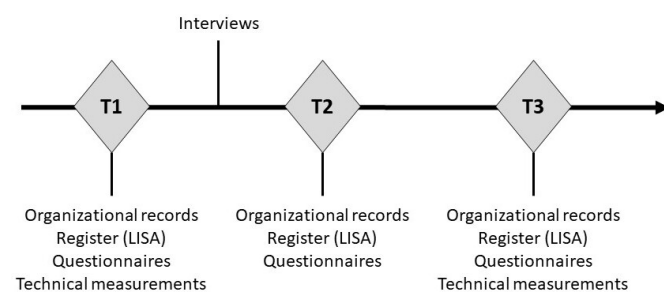 Interviews
T1
T2
T3
Organizational records
Register (LISA)
Questionnaires
Technical measurements
Organizational records
Register (LISA)
Questionnaires
Organizational records
Register (LISA)
Questionnaires
Technical measurements